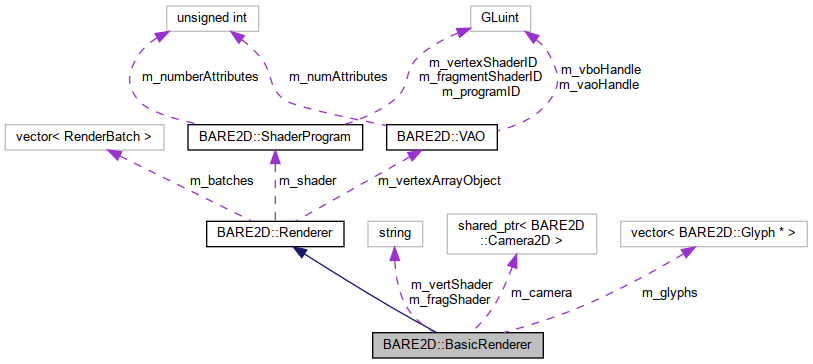 unsigned int
GLuint
m_numberAttributes
m_numAttributes
m_vertexShaderID
m_fragmentShaderID
m_programID
m_vboHandle
m_vaoHandle
vector< RenderBatch >
BARE2D::ShaderProgram
BARE2D::VAO
m_batches
m_shader
m_vertexArrayObject
BARE2D::Renderer
string
shared_ptr< BARE2D
::Camera2D >
vector< BARE2D::Glyph * >
m_vertShader
m_fragShader
m_camera
m_glyphs
BARE2D::BasicRenderer